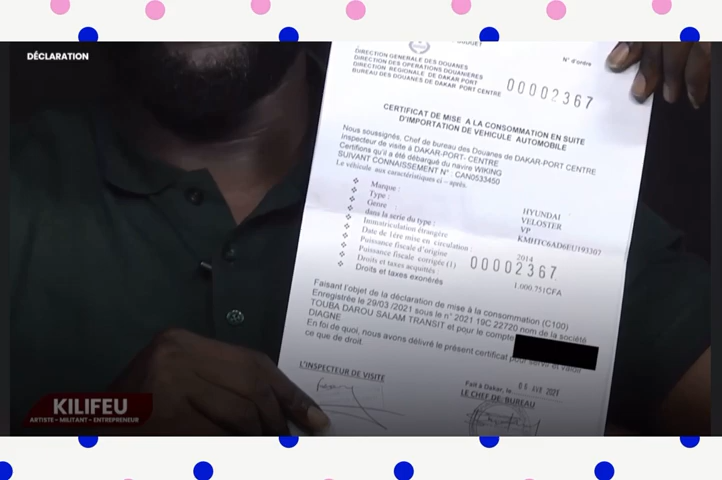 DÉCLARATION
N° d'ordre
DIRECTION GENERALE DES DOUANES
DIRECTION DES OPERATIONS DOUANIERES
DIRECTION REGIONALE DE DAKAR PORT
BUREAU DES DOUANES DE DAKAR PORT CENTRE
00002367
CERTIFICAT DE MISE A LA CONSOMMATION EN SUITE
D'IMPORTATION DE VEHICULE AUTOMOBILE
Nous soussignés, Chef de bureau des Douanes de DAKAR-PORT CENTRE
Inspecteur de visite à DAKAR-PORT- CENTRE
Certifions qu'il a été débarqué du navire WIKING
SUIVANT CONNAISSEMENT N° : CAN0533450
Le véhicule aux caractéristiques ci – après.
Marque : HYUNDAI
Type : VELOSTER
Genre : VP
dans la serie du type : KMHTC6AD6EU193307
Immatriculation étrangère
Date de 1ère mise en circulation : 2014
Puissance fiscale d'origine
Puissance fiscale corrigée (1)
00002367
Droits et taxes acquittés : 1.000.751CFA
Droits et taxes exonérés
Faisant l'objet de la déclaration de mise à la consommation (C100)
Enregistrée le 29/03 /2021 sous le n° 2021 19C 22720 nom de la société
TOUBA DAROU SALAM TRANSIT et pour le compte
DIAGNE
En foi de quoi, nous avons délivré le présent certificat pour servir et valoir
ce que de droit.
L'INSPECTEUR DE VISITE
Fait à Dakar, le
2021
LE CHEF DE BUREAU
KILIFEU
ARTISTE – MILITANT – ENTREPRENEUR